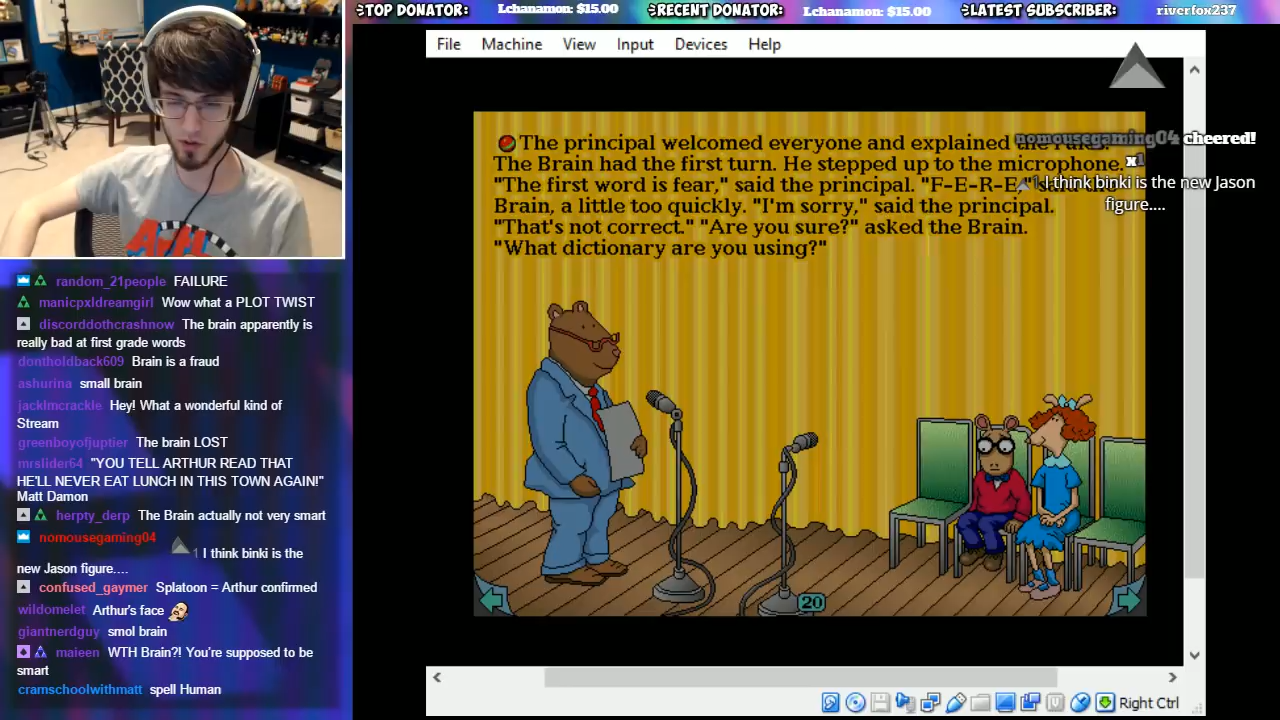 TOP DONATOR: Lchanamon: $15.00 RECENT DONATOR: Lchanamon: $15.00 LATEST SUBSCRIBER: riverfox237
File Machine View Input Devices Help
The principal welcomed everyone and explained
The Brain had the first turn. He stepped up to the microphone.
"The first word is fear," said the principal. "F-E-R-E," said the
Brain, a little too quickly. "I'm sorry," said the principal.
"That's not correct." "Are you sure?" asked the Brain.
"What dictionary are you using?"
nomousegaming04 cheered!
x1
1 I think binki is the new Jason
figure....
20
random_21people FAILURE
manicpxldreamgirl Wow what a PLOT TWIST
discorddothcrashnow The brain apparently is
really bad at first grade words
dontholdback609 Brain is a fraud
ashurina small brain
jacklmcrackle Hey! What a wonderful kind of
Stream
greenboyofjuptier The brain LOST
mrslider64 "YOU TELL ARTHUR READ THAT
HE'LL NEVER EAT LUNCH IN THIS TOWN AGAIN!"
Matt Damon
herpty_derp The Brain actually not very smart
nomousegaming04 1 I think binki is the
new Jason figure....
confused_gaymer Splatoon = Arthur confirmed
wildomelet Arthur's face
giantnerdguy smol brain
maieen WTH Brain?! You're supposed to be
smart
cramschoolwithmatt spell Human
Right Ctrl